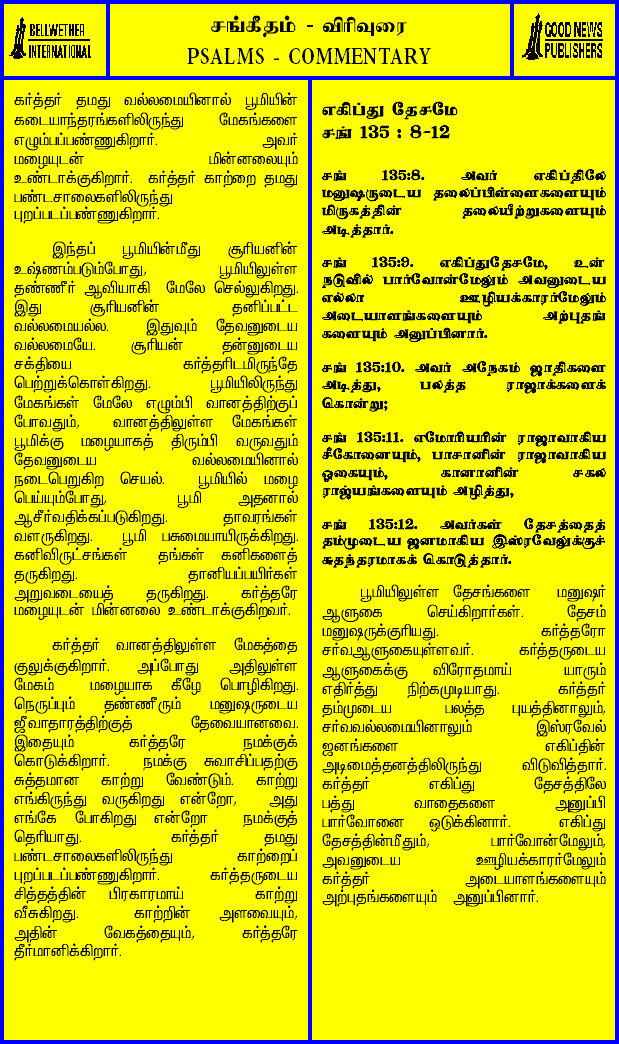 BELLWETHER
INTERNATIONAL
சங்கீதம் - விரிவுரை
PSALMS - COMMENTARY
GOOD NEWS
PUBLISHERS
கர்த்தர் தமது வல்லமையினால் பூமியின்
கடையாந்தரங்களிலிருந்து மேகங்களை
எழும்பப்பண்ணுகிறார். அவர்
மழையுடன் மின்னலையும்
உண்டாக்குகிறார். கர்த்தர் காற்றை தமது
பண்டசாலைகளிலிருந்து
புறப்படப்பண்ணுகிறார்.
இந்தப் பூமியின்மீது சூரியனின்
உஷ்ணம்படும்போது, பூமியிலுள்ள
தண்ணீர் ஆவியாகி மேலே செல்லுகிறது.
இது சூரியனின் தனிப்பட்ட
வல்லமையல்ல. இதுவும் தேவனுடைய
வல்லமையே. சூரியன் தன்னுடைய
சக்தியை கர்த்தரிடமிருந்தே
பெற்றுக்கொள்கிறது. பூமியிலிருந்து
மேகங்கள் மேலே எழும்பி வானத்திற்குப்
போவதும், வானத்திலுள்ள மேகங்கள்
பூமிக்கு மழையாகத் திரும்பி வருவதும்
தேவனுடைய வல்லமையினால்
நடைபெறுகிற செயல். பூமியில் மழை
பெய்யும்போது, பூமி அதனால்
ஆசீர்வதிக்கப்படுகிறது. தாவரங்கள்
வளருகிறது. பூமி பசுமையாயிருக்கிறது.
கனிவிருட்சங்கள் தங்கள் கனிகளைத்
தருகிறது. தானியப்பயிர்கள்
அறுவடையைத் தருகிறது. கர்த்தரே
மழையுடன் மின்னலை உண்டாக்குகிறவர்.
கர்த்தர் வானத்திலுள்ள மேகத்தை
குலுக்குகிறார். அப்போது அதிலுள்ள
மேகம் மழையாக கீழே பொழிகிறது.
நெருப்பும் தண்ணீரும் மனுஷருடைய
ஜீவாதாரத்திற்குத் தேவையானவை.
இதையும் கர்த்தரே நமக்குக்
கொடுக்கிறார். நமக்கு சுவாசிப்பதற்கு
சுத்தமான காற்று வேண்டும். காற்று
எங்கிருந்து வருகிறது என்றோ, அது
எங்கே போகிறது என்றோ நமக்குத்
தெரியாது. கர்த்தர் தமது
பண்டசாலைகளிலிருந்து காற்றைப்
புறப்படப்பண்ணுகிறார். கர்த்தருடைய
சித்தத்தின் பிரகாரமாய் காற்று
வீசுகிறது. காற்றின் அளவையும்,
அதின் வேகத்தையும், கர்த்தரே
தீர்மானிக்கிறார்.
எகிப்து தேசமே
சங் 135 : 8-12
சங் 135:8. அவர் எகிப்திலே
மனுஷருடைய தலைப்பிள்ளைகளையும்
மிருகத்தின் தலையீற்றுகளையும்
அடித்தார்.
சங் 135:9. எகிப்துதேசமே, உன்
நடுவில் பார்வோன்மேலும் அவனுடைய
எல்லா ஊழியக்காரர்மேலும்
அடையாளங்களையும் அற்புதங்
களையும் அனுப்பினார்.
சங் 135:10. அவர் அநேகம் ஜாதிகளை
அடித்து, பலத்த ராஜாக்களைக்
கொன்று;
சங் 135:11. எமோரியரின் ராஜாவாகிய
சீகோனையும், பாசானின் ராஜாவாகிய
ஓகையும், கானானின் சகல
ராஜ்யங்களையும் அழித்து,
சங் 135:12. அவர்கள் தேசத்தைத்
தம்முடைய ஜனமாகிய இஸ்ரவேலுக்குச்
சுதந்தரமாகக் கொடுத்தார்.
பூமியிலுள்ள தேசங்களை மனுஷர்
ஆளுகை செய்கிறார்கள். தேசம்
மனுஷருக்குரியது. கர்த்தரோ
சர்வஆளுகையுள்ளவர். கர்த்தருடைய
ஆளுகைக்கு விரோதமாய் யாரும்
எதிர்த்து நிற்கமுடியாது. கர்த்தர்
தம்முடைய பலத்த புயத்தினாலும்,
சர்வவல்லமையினாலும் இஸ்ரவேல்
ஜனங்களை எகிப்தின்
அடிமைத்தனத்திலிருந்து விடுவித்தார்.
கர்த்தர் எகிப்து தேசத்திலே
பத்து வாதைகளை அனுப்பி
பார்வோனை ஒடுக்கினார். எகிப்து
தேசத்தின்மீதும், பார்வோன்மேலும்,
அவனுடைய ஊழியக்காரர்மேலும்
கர்த்தர் அடையாளங்களையும்
அற்புதங்களையும் அனுப்பினார்.